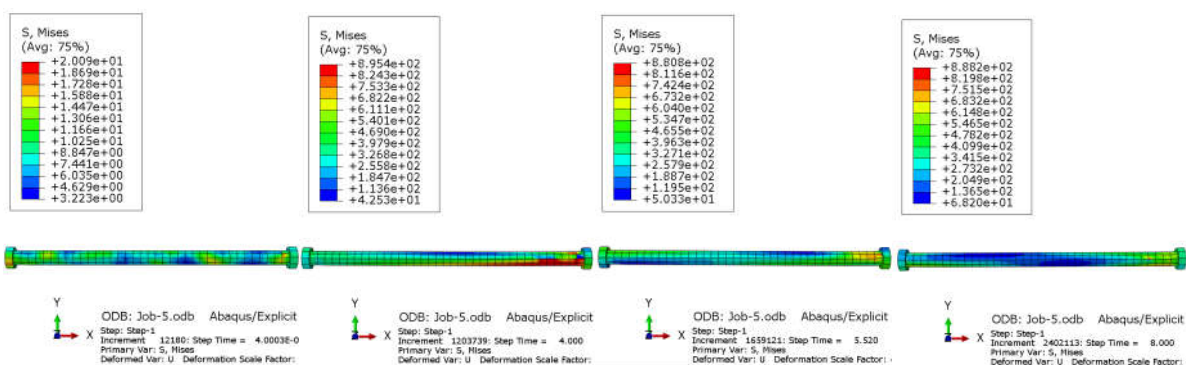 S, Mises
(Avg: 75%)
+2.009e+01
+1.869e+01
+1.728e+01
+1.588e+01
+1.447e+01
+1.306e+01
+1.166e+01
+1.025e+01
+8.847e+00
+7.441e+00
+6.035e+00
+4.629e+00
+3.223e+00
Y
X
ODB: Job-5.odb Abaqus/Explicit
Step: Step-1
Increment 12180: Step Time = 4.0003E-0
Primary Var: S, Mises
Deformed Var: U Deformation Scale Factor:
S, Mises
(Avg: 75%)
+8.954e+02
+8.243e+02
+7.533e+02
+6.822e+02
+6.111e+02
+5.401e+02
+4.690e+02
+3.979e+02
+3.268e+02
+2.558e+02
+1.847e+02
+1.136e+02
+4.253e+01
Y
X
ODB: Job-5.odb Abaqus/Explicit
Step: Step-1
Increment 1203739: Step Time = 4.000
Primary Var: S, Mises
Deformed Var: U Deformation Scale Factor:
S, Mises
(Avg: 75%)
+8.808e+02
+8.116e+02
+7.424e+02
+6.732e+02
+6.040e+02
+5.347e+02
+4.655e+02
+3.963e+02
+3.271e+02
+2.579e+02
+1.887e+02
+1.195e+02
+5.033e+01
Y
X
ODB: Job-5.odb Abaqus/Explicit
Step: Step-1
Increment 1659121: Step Time = 5.520
Primary Var: S, Mises
Deformed Var: U Deformation Scale Factor:
S, Mises
(Avg: 75%)
+8.882e+02
+8.198e+02
+7.515e+02
+6.832e+02
+6.148e+02
+5.465e+02
+4.782e+02
+4.099e+02
+3.415e+02
+2.732e+02
+2.049e+02
+1.365e+02
+6.820e+01
Y
X
ODB: Job-5.odb Abaqus/Explicit
Step: Step-1
Increment 2402113: Step Time = 8.000
Primary Var: S, Mises
Deformed Var: U Deformation Scale Factor: